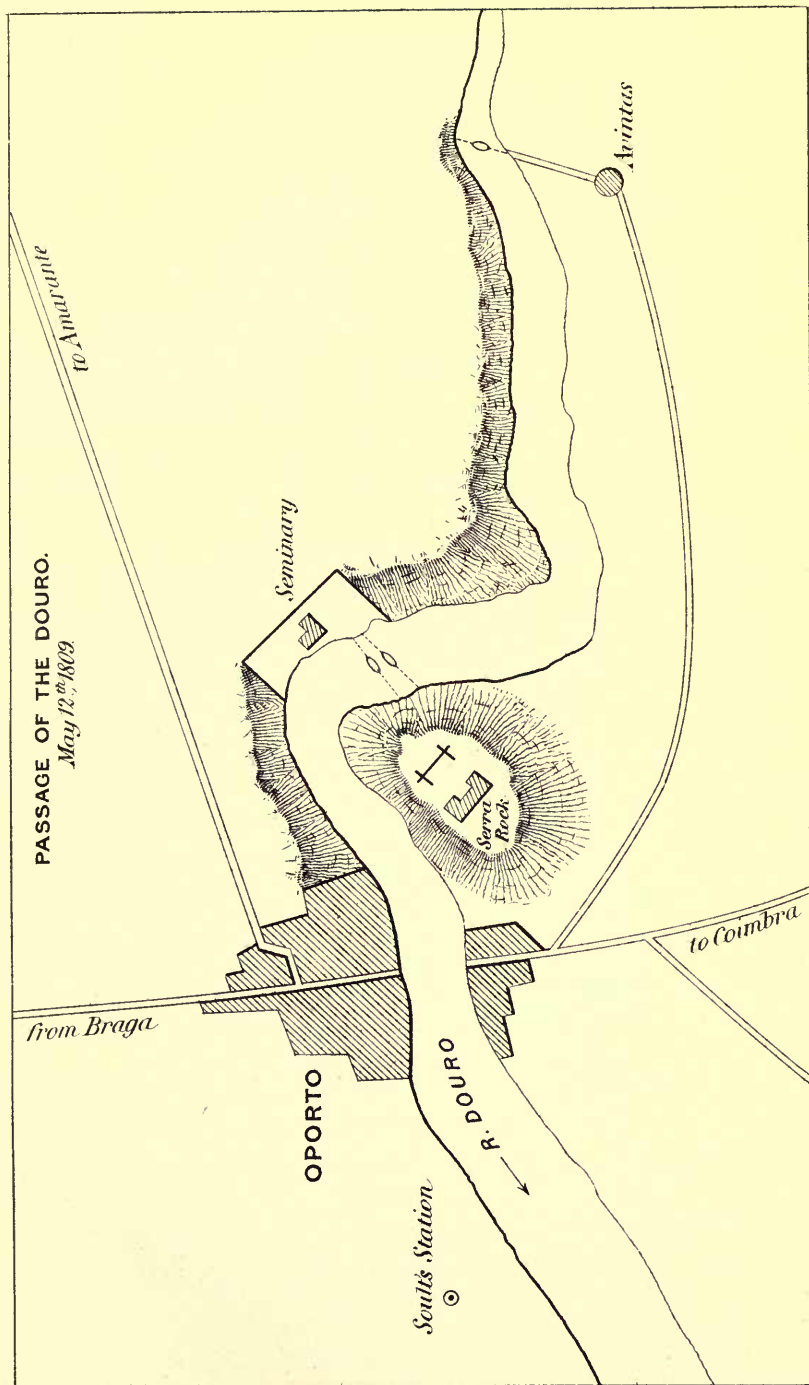 PASSAGE OF THE DOURO.
May 12th, 1809.
to Amarante
Seminary
Avintas
Serra
Rock
from Braga
OPORTO
to Coimbra
R. DOURO
Soult's Station